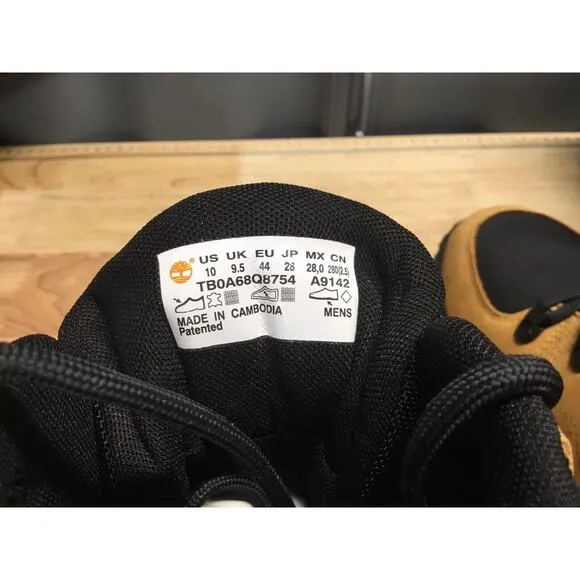 US UK EU JP MX CN
10 9.5 44 28 28,0 280(2.5)
TB0A68Q8754 A9142
MADE IN CAMBODIA MENS
Patented